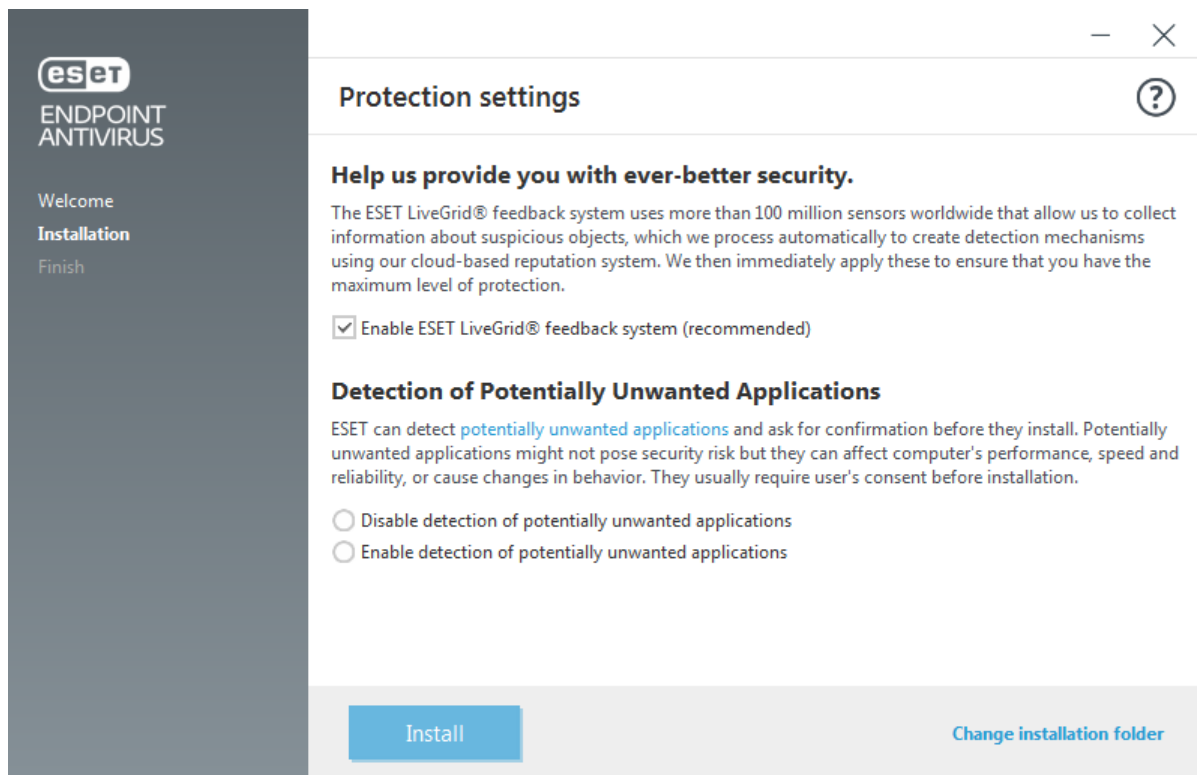 eset
ENDPOINT
ANTIVIRUS
Welcome
Installation
Finish
Protection settings
?
Help us provide you with ever-better security.
The ESET LiveGrid® feedback system uses more than 100 million sensors worldwide that allow us to collect
information about suspicious objects, which we process automatically to create detection mechanisms
using our cloud-based reputation system. We then immediately apply these to ensure that you have the
maximum level of protection.
Enable ESET LiveGrid® feedback system (recommended)
Detection of Potentially Unwanted Applications
ESET can detect potentially unwanted applications and ask for confirmation before they install. Potentially
unwanted applications might not pose security risk but they can affect computer's performance, speed and
reliability, or cause changes in behavior. They usually require user's consent before installation.
Disable detection of potentially unwanted applications
Enable detection of potentially unwanted applications
Install
Change installation folder